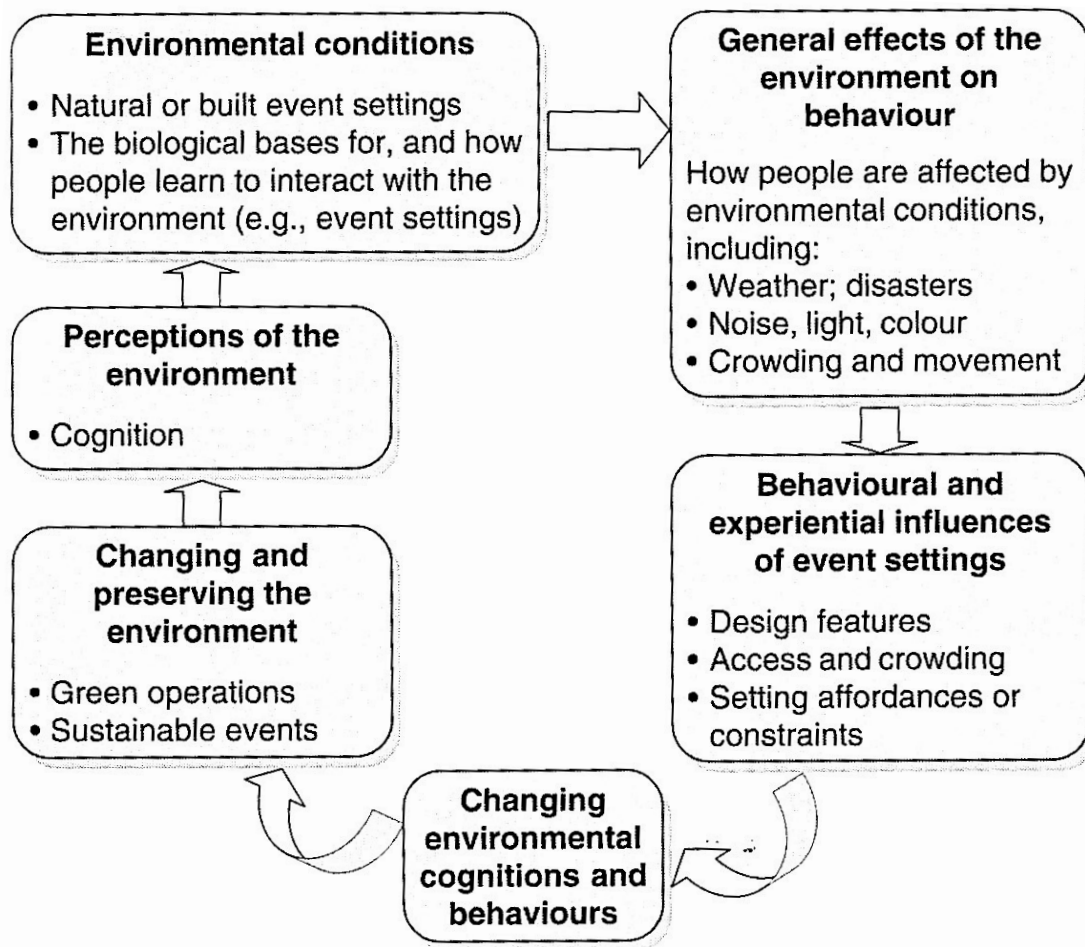 Environmental conditions
• Natural or built event settings
• The biological bases for, and how
people learn to interact with the
environment (e.g., event settings)
General effects of the
environment on
behaviour
How people are affected by
environmental conditions,
including:
• Weather; disasters
• Noise, light, colour
• Crowding and movement
Behavioural and
experiential influences
of event settings
• Design features
• Access and crowding
• Setting affordances or
constraints
Changing
environmental
cognitions and
behaviours
Changing and
preserving the
environment
• Green operations
• Sustainable events
Perceptions of the
environment
• Cognition